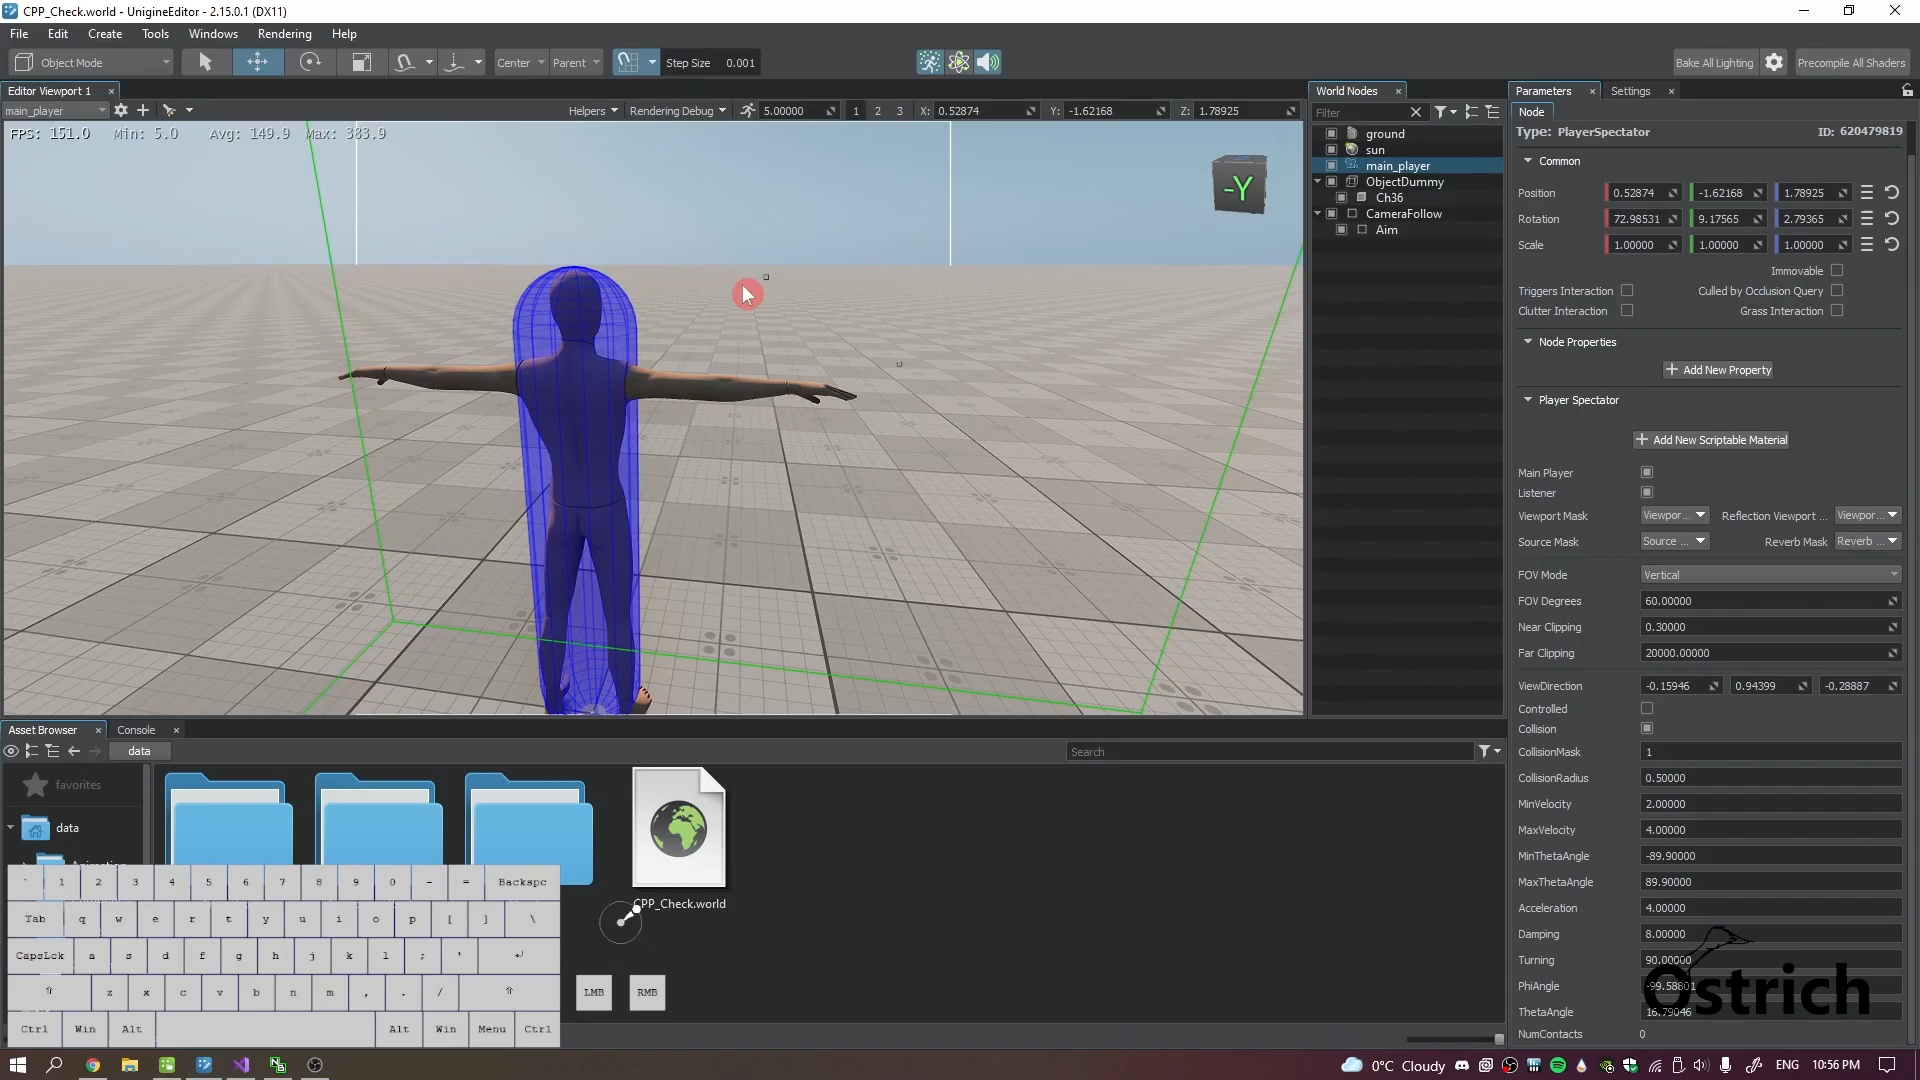 CPP_Check.world - UnigineEditor - 2.15.0.1 (DX11)
File Edit Create Tools Windows Rendering Help
Object Mode Center Parent Step Size 0.001 Bake All Lighting Precompile All Shaders
Editor Viewport 1
main_player Helpers Rendering Debug 5.00000 1 2 3 X: 0.52874 Y: -1.62168 Z: 1.78925
FPS: 151.0 Min: 5.0 Avg: 149.9 Max: 383.9
-Y
World Nodes
Filter
ground
sun
main_player
ObjectDummy
Ch36
CameraFollow
Aim
Parameters Settings
Node
Type: PlayerSpectator ID: 620479819
Common
Position 0.52874 -1.62168 1.78925
Rotation 72.98531 9.17565 2.79365
Scale 1.00000 1.00000 1.00000
Immovable
Triggers Interaction Culled by Occlusion Query
Clutter Interaction Grass Interaction
Node Properties
Add New Property
Player Spectator
Add New Scriptable Material
Main Player
Listener
Viewport Mask Viewpor... Reflection Viewport ... Viewpor...
Source Mask Source ... Reverb Mask Reverb ...
FOV Mode Vertical
FOV Degrees 60.00000
Near Clipping 0.30000
Far Clipping 20000.00000
ViewDirection -0.15946 0.94399 -0.28887
Controlled
Collision
CollisionMask 1
CollisionRadius 0.50000
MinVelocity 2.00000
MaxVelocity 4.00000
MinThetaAngle -89.90000
MaxThetaAngle 89.90000
Acceleration 4.00000
Damping 8.00000
Turning 90.00000
PhiAngle -99.58801
ThetaAngle 16.79046
NumContacts 0
Ostrich
Asset Browser Console
data
Search
favorites
data
Animation
CPP_Check.world
` 1 2 3 4 5 6 7 8 9 0 - = Backspc
Tab q w e r t y u i o p [ ] \
CapsLck a s d f g h j k l ; '
z x c v b n m , . /
Ctrl Win Alt Alt Win Menu Ctrl
LMB RMB
0°C Cloudy ENG 10:56 PM